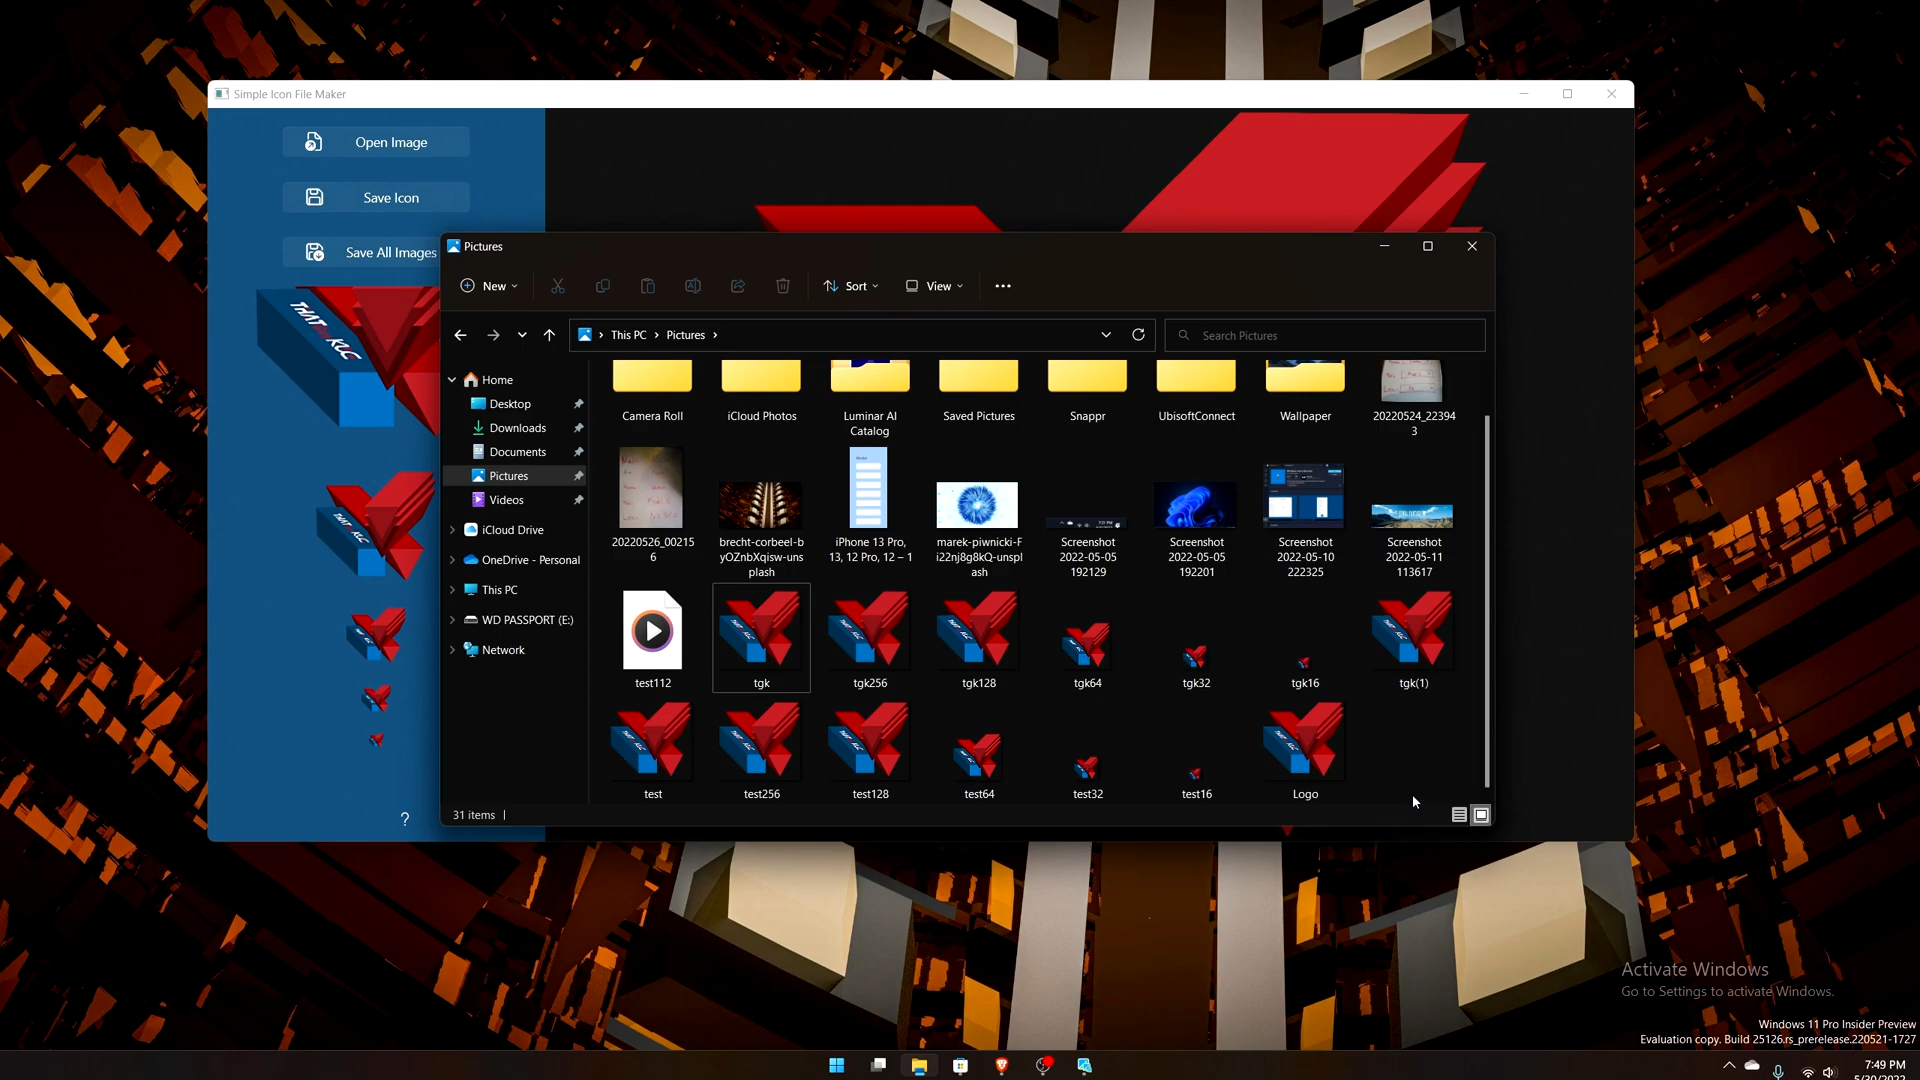 Simple Icon File Maker
Open Image
Save Icon
Save All Images
THAT KLC
Pictures
New
Sort
View
This PC
Pictures
Search Pictures
Home
Desktop
Downloads
Documents
Pictures
Videos
iCloud Drive
OneDrive - Personal
This PC
WD PASSPORT (E:)
Network
Camera Roll
iCloud Photos
Luminar AI
Catalog
Saved Pictures
Snappr
UbisoftConnect
Wallpaper
20220524_22394
3
20220526_00215
6
brecht-corbeel-b
yOZnbXqisw-uns
plash
iPhone 13 Pro,
13, 12 Pro, 12 – 1
marek-piwnicki-F
i22nj8g8kQ-unspl
ash
Screenshot
2022-05-05
192129
Screenshot
2022-05-05
192201
Screenshot
2022-05-10
222325
Screenshot
2022-05-11
113617
test112
tgk
tgk256
tgk128
tgk64
tgk32
tgk16
tgk(1)
test
test256
test128
test64
test32
test16
Logo
31 items
?
Activate Windows
Go to Settings to activate Windows.
Windows 11 Pro Insider Preview
Evaluation copy. Build 25126.rs_prerelease.220521-1727
7:49 PM
5/30/2022